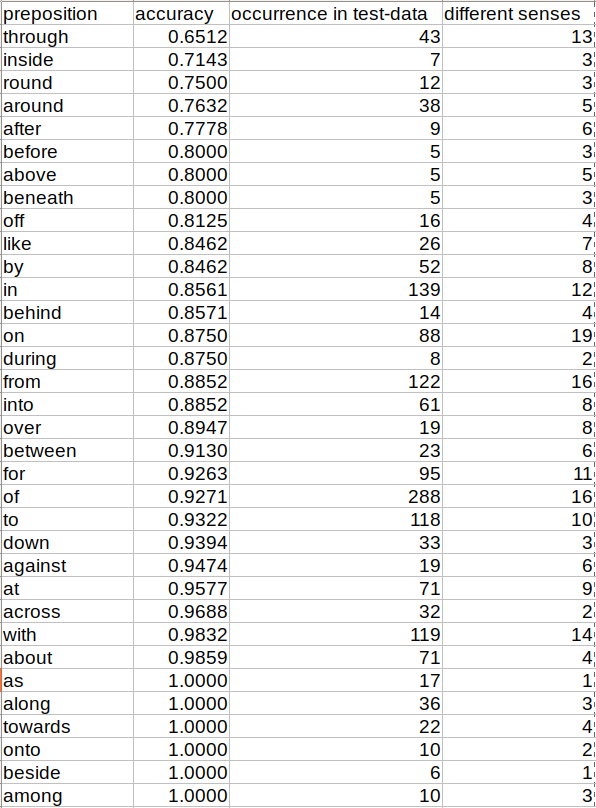 preposition accuracy occurrence in test-data different senses
through 0.6512 43 13
inside 0.7143 7 3
round 0.7500 12 3
around 0.7632 38 5
after 0.7778 9 6
before 0.8000 5 3
above 0.8000 5 5
beneath 0.8000 5 3
off 0.8125 16 4
like 0.8462 26 7
by 0.8462 52 8
in 0.8561 139 12
behind 0.8571 14 4
on 0.8750 88 19
during 0.8750 8 2
from 0.8852 122 16
into 0.8852 61 8
over 0.8947 19 8
between 0.9130 23 6
for 0.9263 95 11
of 0.9271 288 16
to 0.9322 118 10
down 0.9394 33 3
against 0.9474 19 6
at 0.9577 71 9
across 0.9688 32 2
with 0.9832 119 14
about 0.9859 71 4
as 1.0000 17 1
along 1.0000 36 3
towards 1.0000 22 4
onto 1.0000 10 2
beside 1.0000 6 1
among 1.0000 10 3